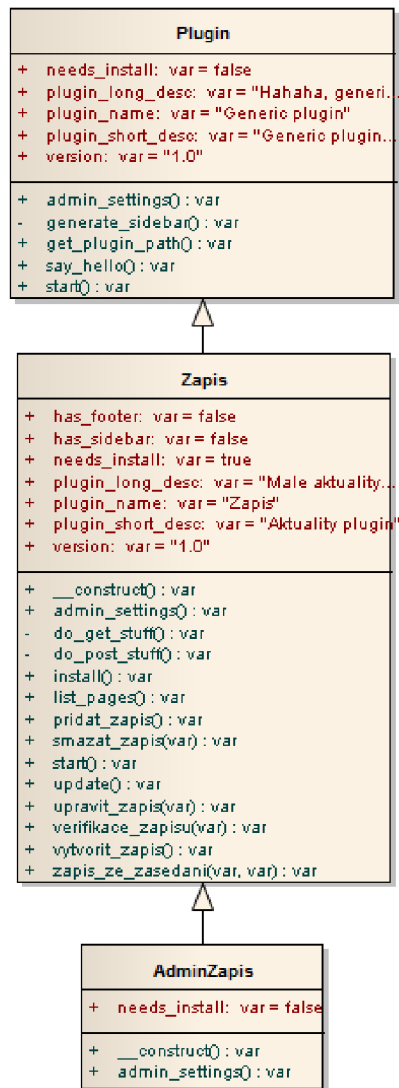 Plugin
+ needs_install: var = false
+ plugin_long_desc: var = "Hahaha, generi...
+ plugin_name: var = "Generic plugin"
+ plugin_short_desc: var = "Generic plugin...
+ version: var = "1.0"
+ admin_settings() : var
- generate_sidebar() : var
+ get_plugin_path() : var
+ say_hello() : var
+ start() : var
Zapis
+ has_footer: var = false
+ has_sidebar: var = false
+ needs_install: var = true
+ plugin_long_desc: var = "Male aktuality...
+ plugin_name: var = "Zapis"
+ plugin_short_desc: var = "Aktuality plugin"
+ version: var = "1.0"
+ __construct() : var
+ admin_settings() : var
- do_get_stuff() : var
- do_post_stuff() : var
+ install() : var
+ list_pages() : var
+ pridat_zapis() : var
+ smazat_zapis(var) : var
+ start() : var
+ update() : var
+ upravit_zapis(var) : var
+ verifikace_zapisu(var) : var
+ vytvorit_zapis() : var
+ zapis_ze_zasedani(var, var) : var
AdminZapis
+ needs_install: var = false
+ __construct() : var
+ admin_settings() : var